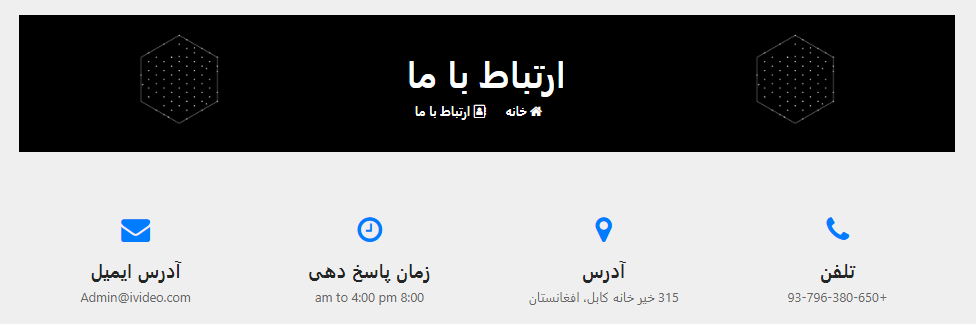 ارتباط با ما
خانه ارتباط با ما
تلفن
93-796-380-650+
آدرس
315 خیر خانه کابل، افغانستان
زمان پاسخ دهی
am to 4:00 pm 8:00
آدرس ایمیل
Admin@ivideo.com